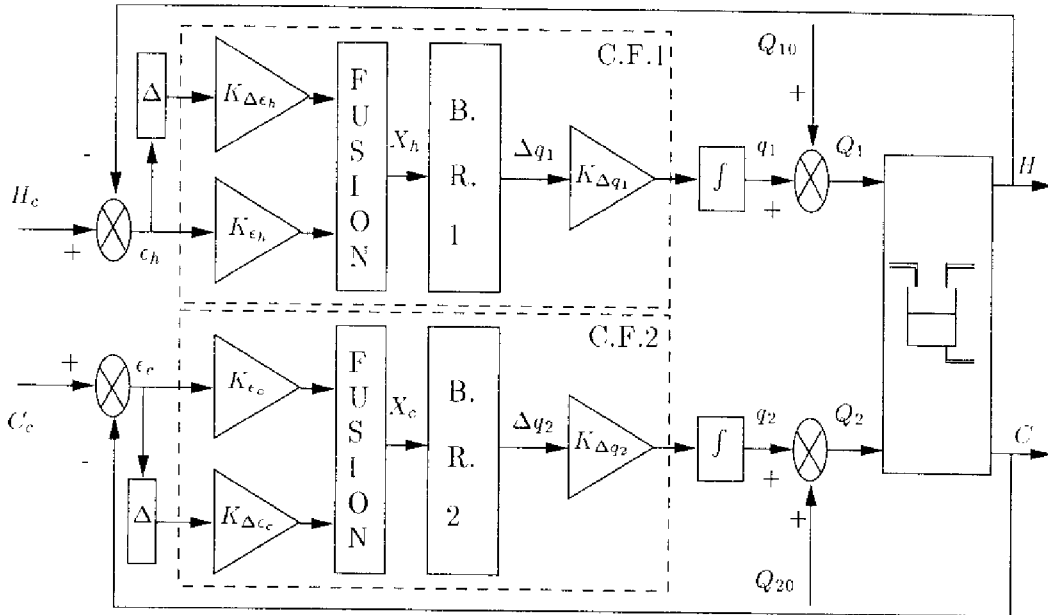 C.F.1
Q10
+
Δ
KΔϵh
F
U
S
I
O
N
B.
R.
1
Xh
Δq1
KΔq1
∫
q1
+
Q1
H
-
Hc
+
ϵh
Kϵh
C.F.2
+
ϵc
Cc
-
Kϵc
F
U
S
I
O
N
B.
R.
2
Xc
Δq2
KΔq2
∫
q2
+
Q2
C
+
Δ
KΔϵc
Q20